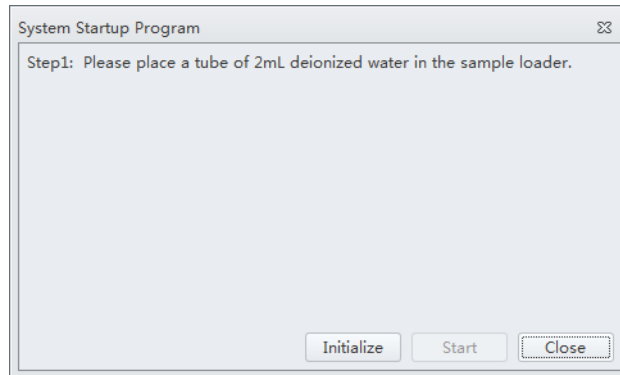 System Startup Program
Step1: Please place a tube of 2mL deionized water in the sample loader.
Initialize
Start
Close